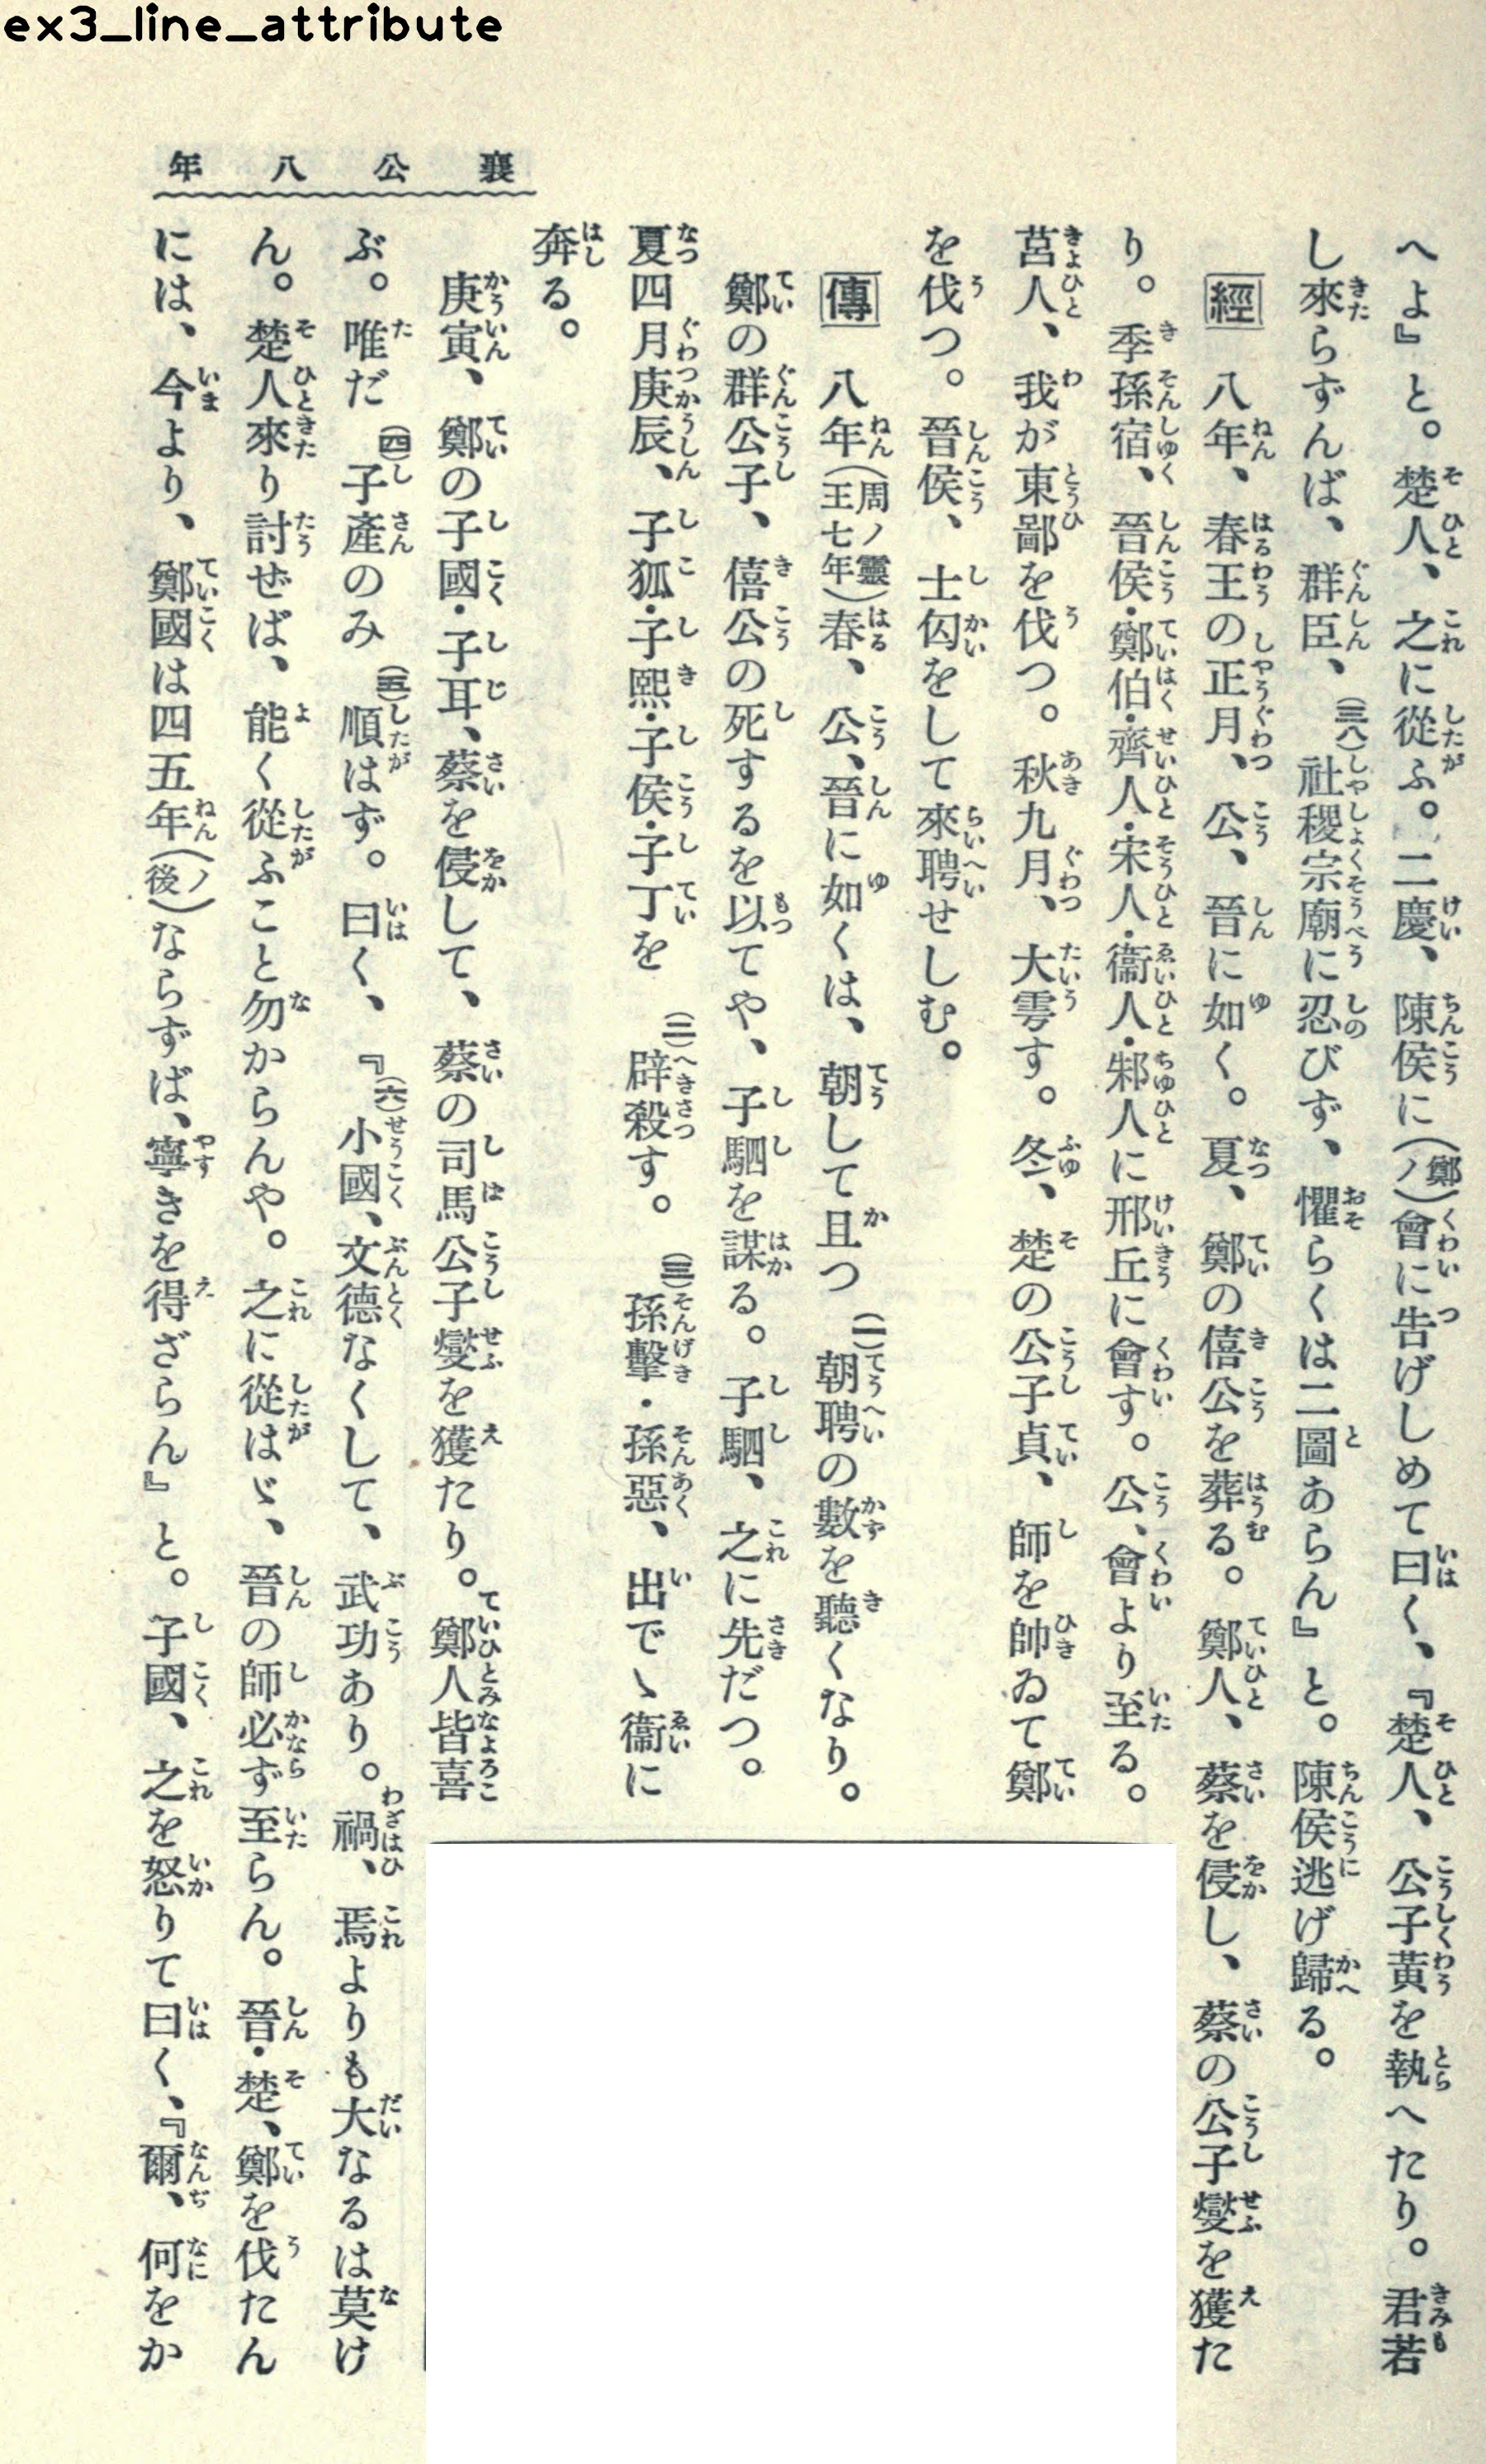 ex3_line_attribute
襄公八年
へよ』と。楚人、之に從ふ。二慶、陳侯に(鄭ノ)會に告げしめて曰く、『楚人、公子黃を執へたり。君若
し來らずんば、群臣、(三八)社稷宗廟に忍びず、懼らくは二圖あらん』と。陳侯逃げ歸る。
經 八年、春王の正月、公、晉に如く。夏、鄭の僖公を葬る。鄭人、蔡を侵し、蔡の公子燮を獲た
り。季孫宿、晉侯・鄭伯・齊人・宋人・衞人・邾人に邢丘に會す。公、會より至る。
莒人、我が東鄙を伐つ。秋九月、大雩す。冬、楚の公子貞、師を帥ゐて鄭
を伐つ。晉侯、士匃をして來聘せしむ。
傳 八年(周ノ靈王七年)春、公、晉に如くは、朝して且つ(一)朝聘の數を聽くなり。
鄭の群公子、僖公の死するを以てや、子駟を謀る。子駟、之に先だつ。
夏四月庚辰、子狐・子熙・子侯・子丁を(二)辟殺す。(三)孫擊・孫惡、出でゝ衞に
奔る。
庚寅、鄭の子國・子耳、蔡を侵して、蔡の司馬公子燮を獲たり。鄭人皆喜
ぶ。唯だ(四)子產のみ(五)順はず。曰く、『(六)小國、文德なくして、武功あり。禍、焉よりも大なるは莫け
ん。楚人來り討ぜば、能く從ふこと勿からんや。之に從はゞ、晉の師必ず至らん。晉・楚、鄭を伐たん
には、今より、鄭國は四五年(ノ後)ならずば、寧きを得ざらん』と。子國、之を怒りて曰く、『爾、何をか